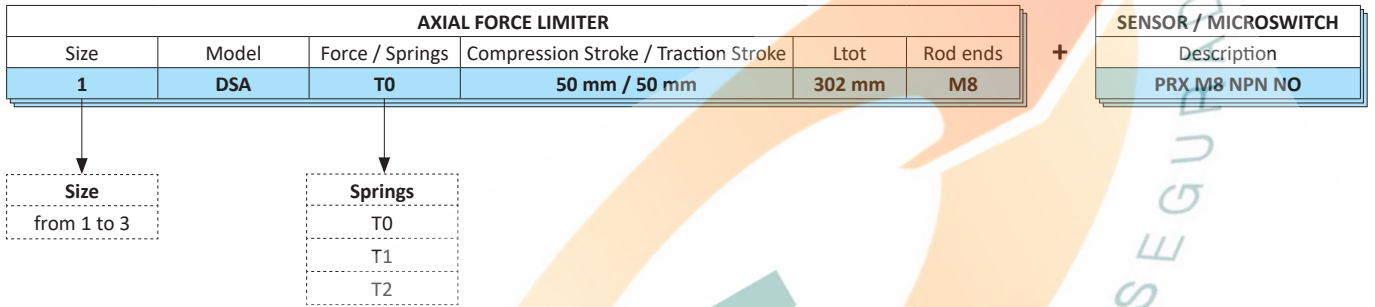 AXIAL FORCE LIMITER
Size Model Force / Springs Compression Stroke / Traction Stroke Ltot Rod ends
1 DSA T0 50 mm / 50 mm 302 mm M8
+
SENSOR / MICROSWITCH
Description
PRX M8 NPN NO
Size
from 1 to 3
Springs
T0
T1
T2
SEGURAD